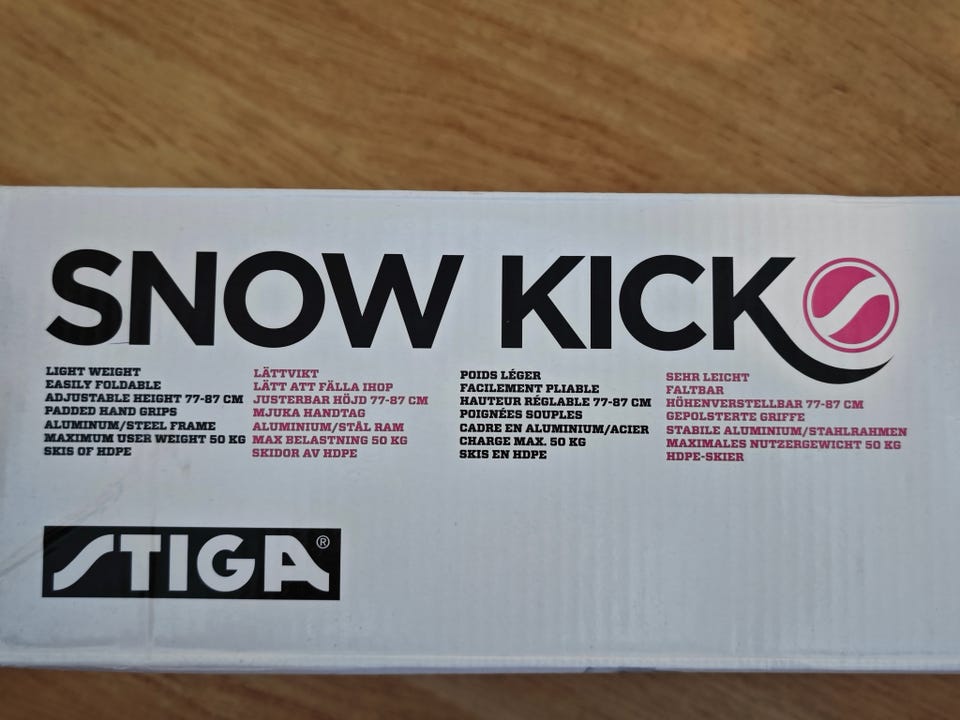 SNOW KICK
LIGHT WEIGHT
EASILY FOLDABLE
ADJUSTABLE HEIGHT 77-87 CM
PADDED HAND GRIPS
ALUMINUM/STEEL FRAME
MAXIMUM USER WEIGHT 50 KG
SKIS OF HDPE
LÄTTVIKT
LÄTT ATT FÄLLA IHOP
JUSTERBAR HÖJD 77-87 CM
MJUKA HANDTAG
ALUMINIUM/STÅL RAM
MAX BELASTNING 50 KG
SKIDOR AV HDPE
POIDS LÉGER
FACILEMENT PLIABLE
HAUTEUR RÉGLABLE 77-87 CM
POIGNÉES SOUPLES
CADRE EN ALUMINIUM/ACIER
CHARGE MAX. 50 KG
SKIS EN HDPE
SEHR LEICHT
FALTBAR
HÖHENVERSTELLBAR 77-87 CM
GEPOLSTERTE GRIFFE
STABILE ALUMINIUM/STAHLRAHMEN
MAXIMALES NUTZERGEWICHT 50 KG
HDPE-SKIER
STIGA®